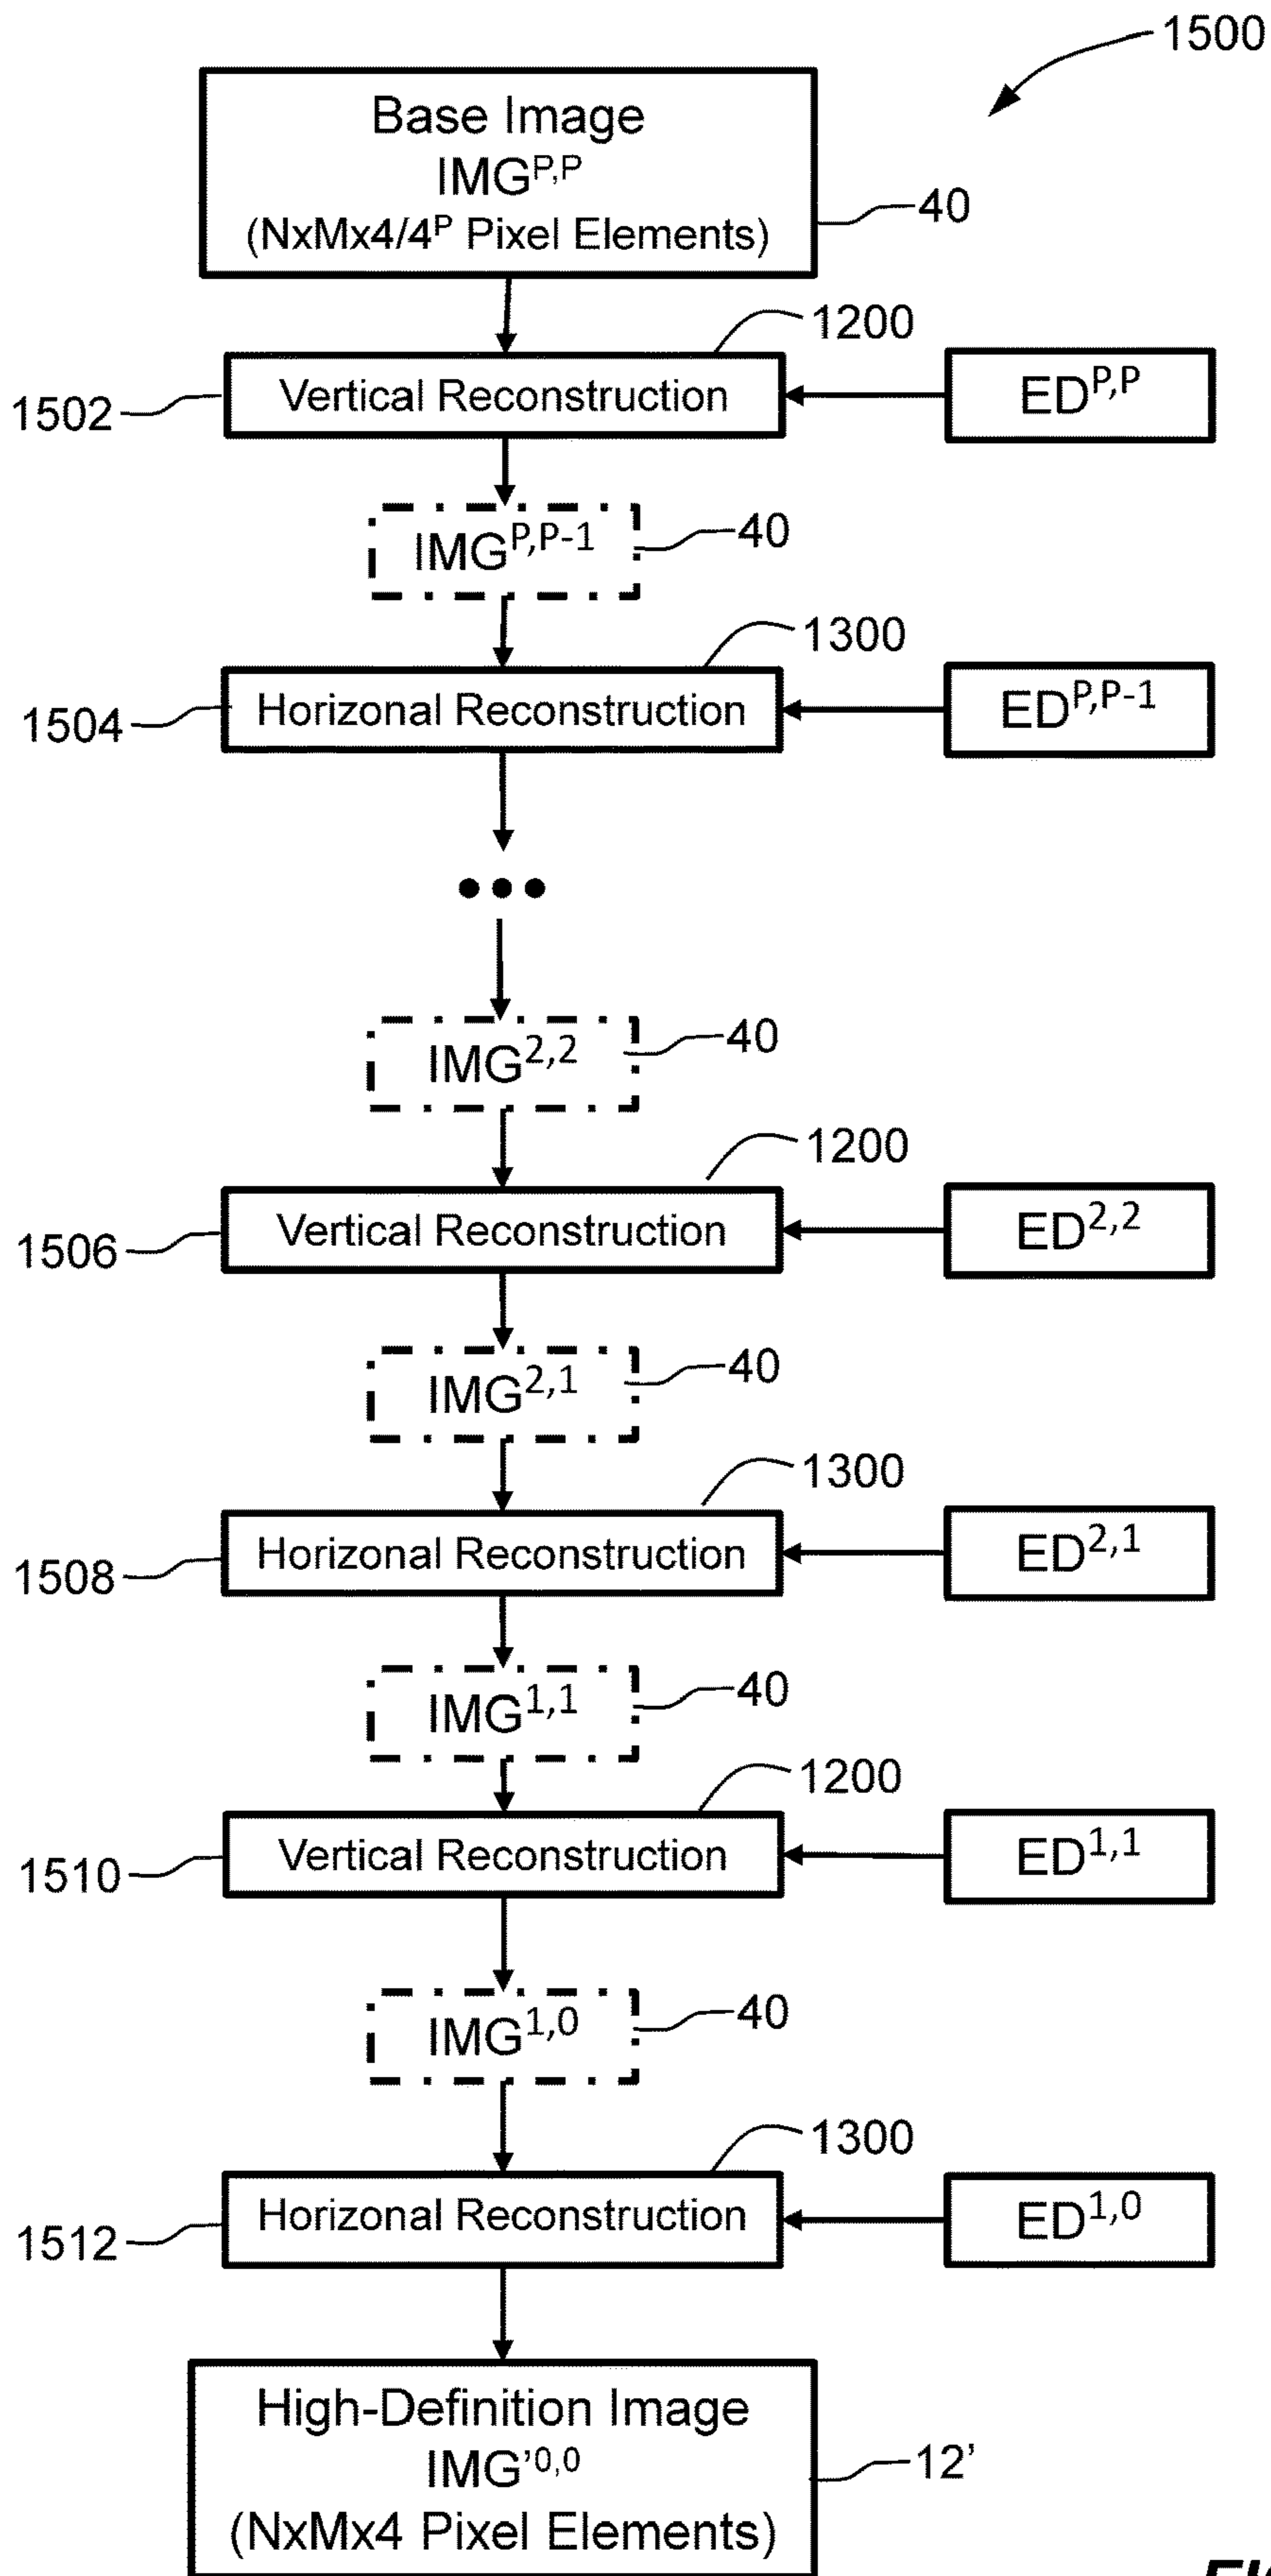 1500
Base Image
IMG^P,P
(NxMx4/4^P Pixel Elements)
40
1200
1502
Vertical Reconstruction
ED^P,P
IMG^P,P-1
40
1300
1504
Horizonal Reconstruction
ED^P,P-1
•••
IMG^2,2
40
1200
1506
Vertical Reconstruction
ED^2,2
IMG^2,1
40
1300
1508
Horizonal Reconstruction
ED^2,1
IMG^1,1
40
1200
1510
Vertical Reconstruction
ED^1,1
IMG^1,0
40
1300
1512
Horizonal Reconstruction
ED^1,0
High-Definition Image
IMG'^0,0
(NxMx4 Pixel Elements)
12'